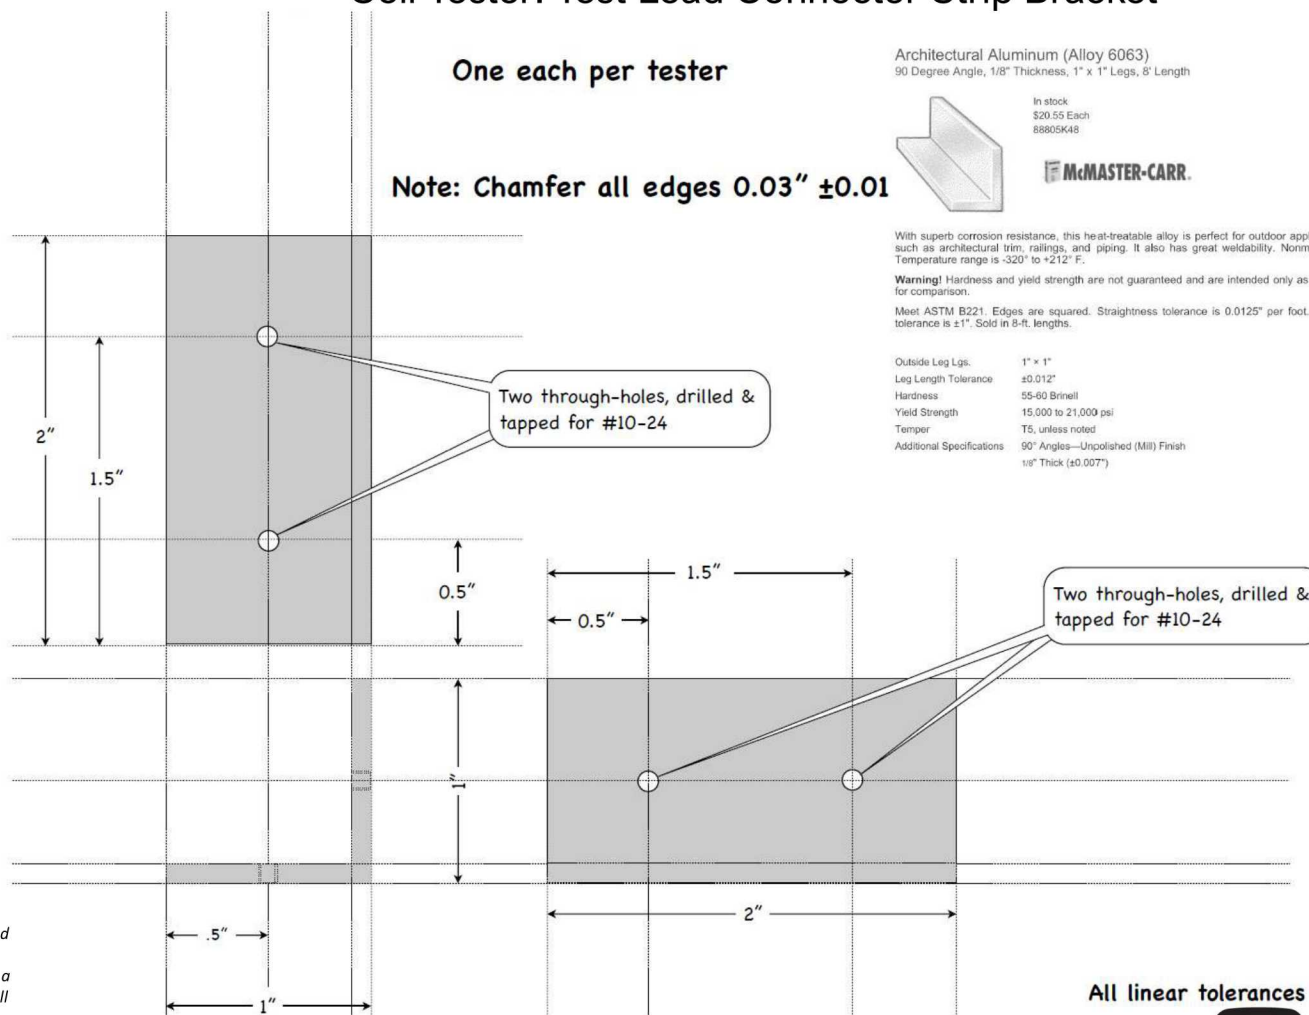 Coil Tester: Test Lead Connector Strip Bracket
One each per tester
Note: Chamfer all edges 0.03" ±0.01
Architectural Aluminum (Alloy 6063)
90 Degree Angle, 1/8" Thickness, 1" x 1" Legs, 8' Length
In stock
$20.55 Each
88805K48
McMASTER-CARR.
With superb corrosion resistance, this heat-treatable alloy is perfect for outdoor appl
such as architectural trim, railings, and piping. It also has great weldability. Nonm
Temperature range is -320° to +212° F.
Warning! Hardness and yield strength are not guaranteed and are intended only as
for comparison.
Meet ASTM B221. Edges are squared. Straightness tolerance is 0.0125" per foot.
tolerance is ±1". Sold in 8-ft. lengths.
Outside Leg Lgs. 1" × 1"
Leg Length Tolerance ±0.012"
Hardness 55-60 Brinell
Yield Strength 15,000 to 21,000 psi
Temper T5, unless noted
Additional Specifications 90° Angles—Unpolished (Mill) Finish
1/8" Thick (±0.007")
Two through-holes, drilled &
tapped for #10-24
2"
1.5"
0.5"
1.5"
0.5"
Two through-holes, drilled &
tapped for #10-24
1"
2"
.5"
1"
d
a
ll
All linear tolerances